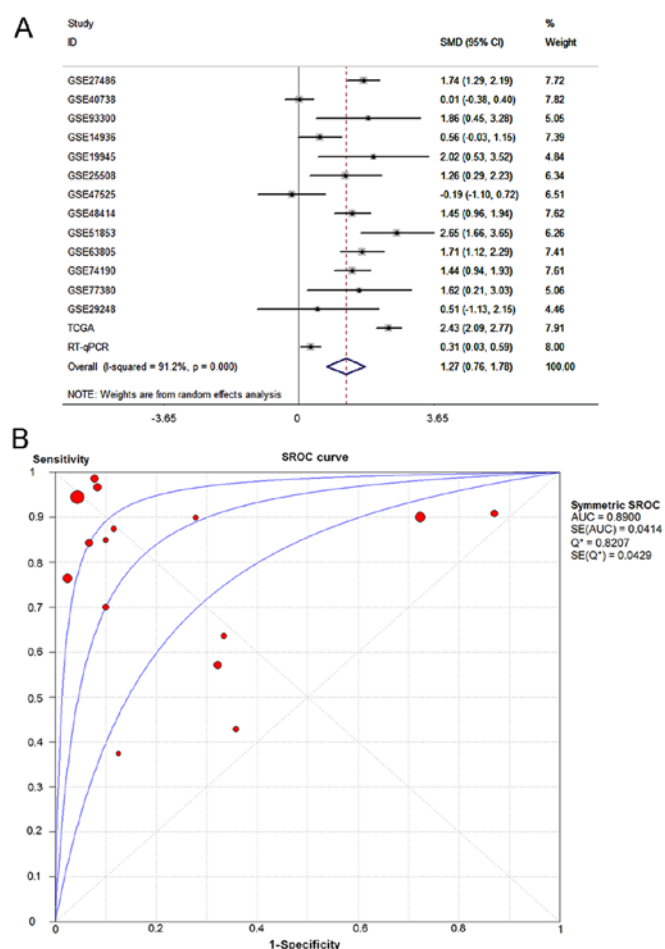 A
Study
%
ID
SMD (95% CI)
Weight
GSE27486
1.74 (1.29, 2.19)
7.72
GSE40738
0.01 (-0.38, 0.40)
7.82
GSE93300
1.86 (0.45, 3.28)
5.05
GSE14936
0.56 (-0.03, 1.15)
7.39
GSE19945
2.02 (0.53, 3.52)
4.84
GSE25508
1.26 (0.29, 2.23)
6.34
GSE47525
-0.19 (-1.10, 0.72)
6.51
GSE48414
1.45 (0.96, 1.94)
7.62
GSE51853
2.65 (1.66, 3.65)
6.26
GSE63805
1.71 (1.12, 2.29)
7.41
GSE74190
1.44 (0.94, 1.93)
7.61
GSE77380
1.62 (0.21, 3.03)
5.06
GSE29248
0.51 (-1.13, 2.15)
4.46
TCGA
2.43 (2.09, 2.77)
7.91
RT-qPCR
0.31 (0.03, 0.59)
8.00
Overall (I-squared = 91.2%, p = 0.000)
1.27 (0.76, 1.78)
100.00
NOTE: Weights are from random effects analysis
-3.65
0
3.65
B
Sensitivity
SROC curve
1
0.9
0.8
0.7
0.6
0.5
0.4
0.3
0.2
0.1
0
0
0.2
0.4
0.6
0.8
1
1-Specificity
Symmetric SROC
AUC = 0.8900
SE(AUC) = 0.0414
Q* = 0.8207
SE(Q*) = 0.0429